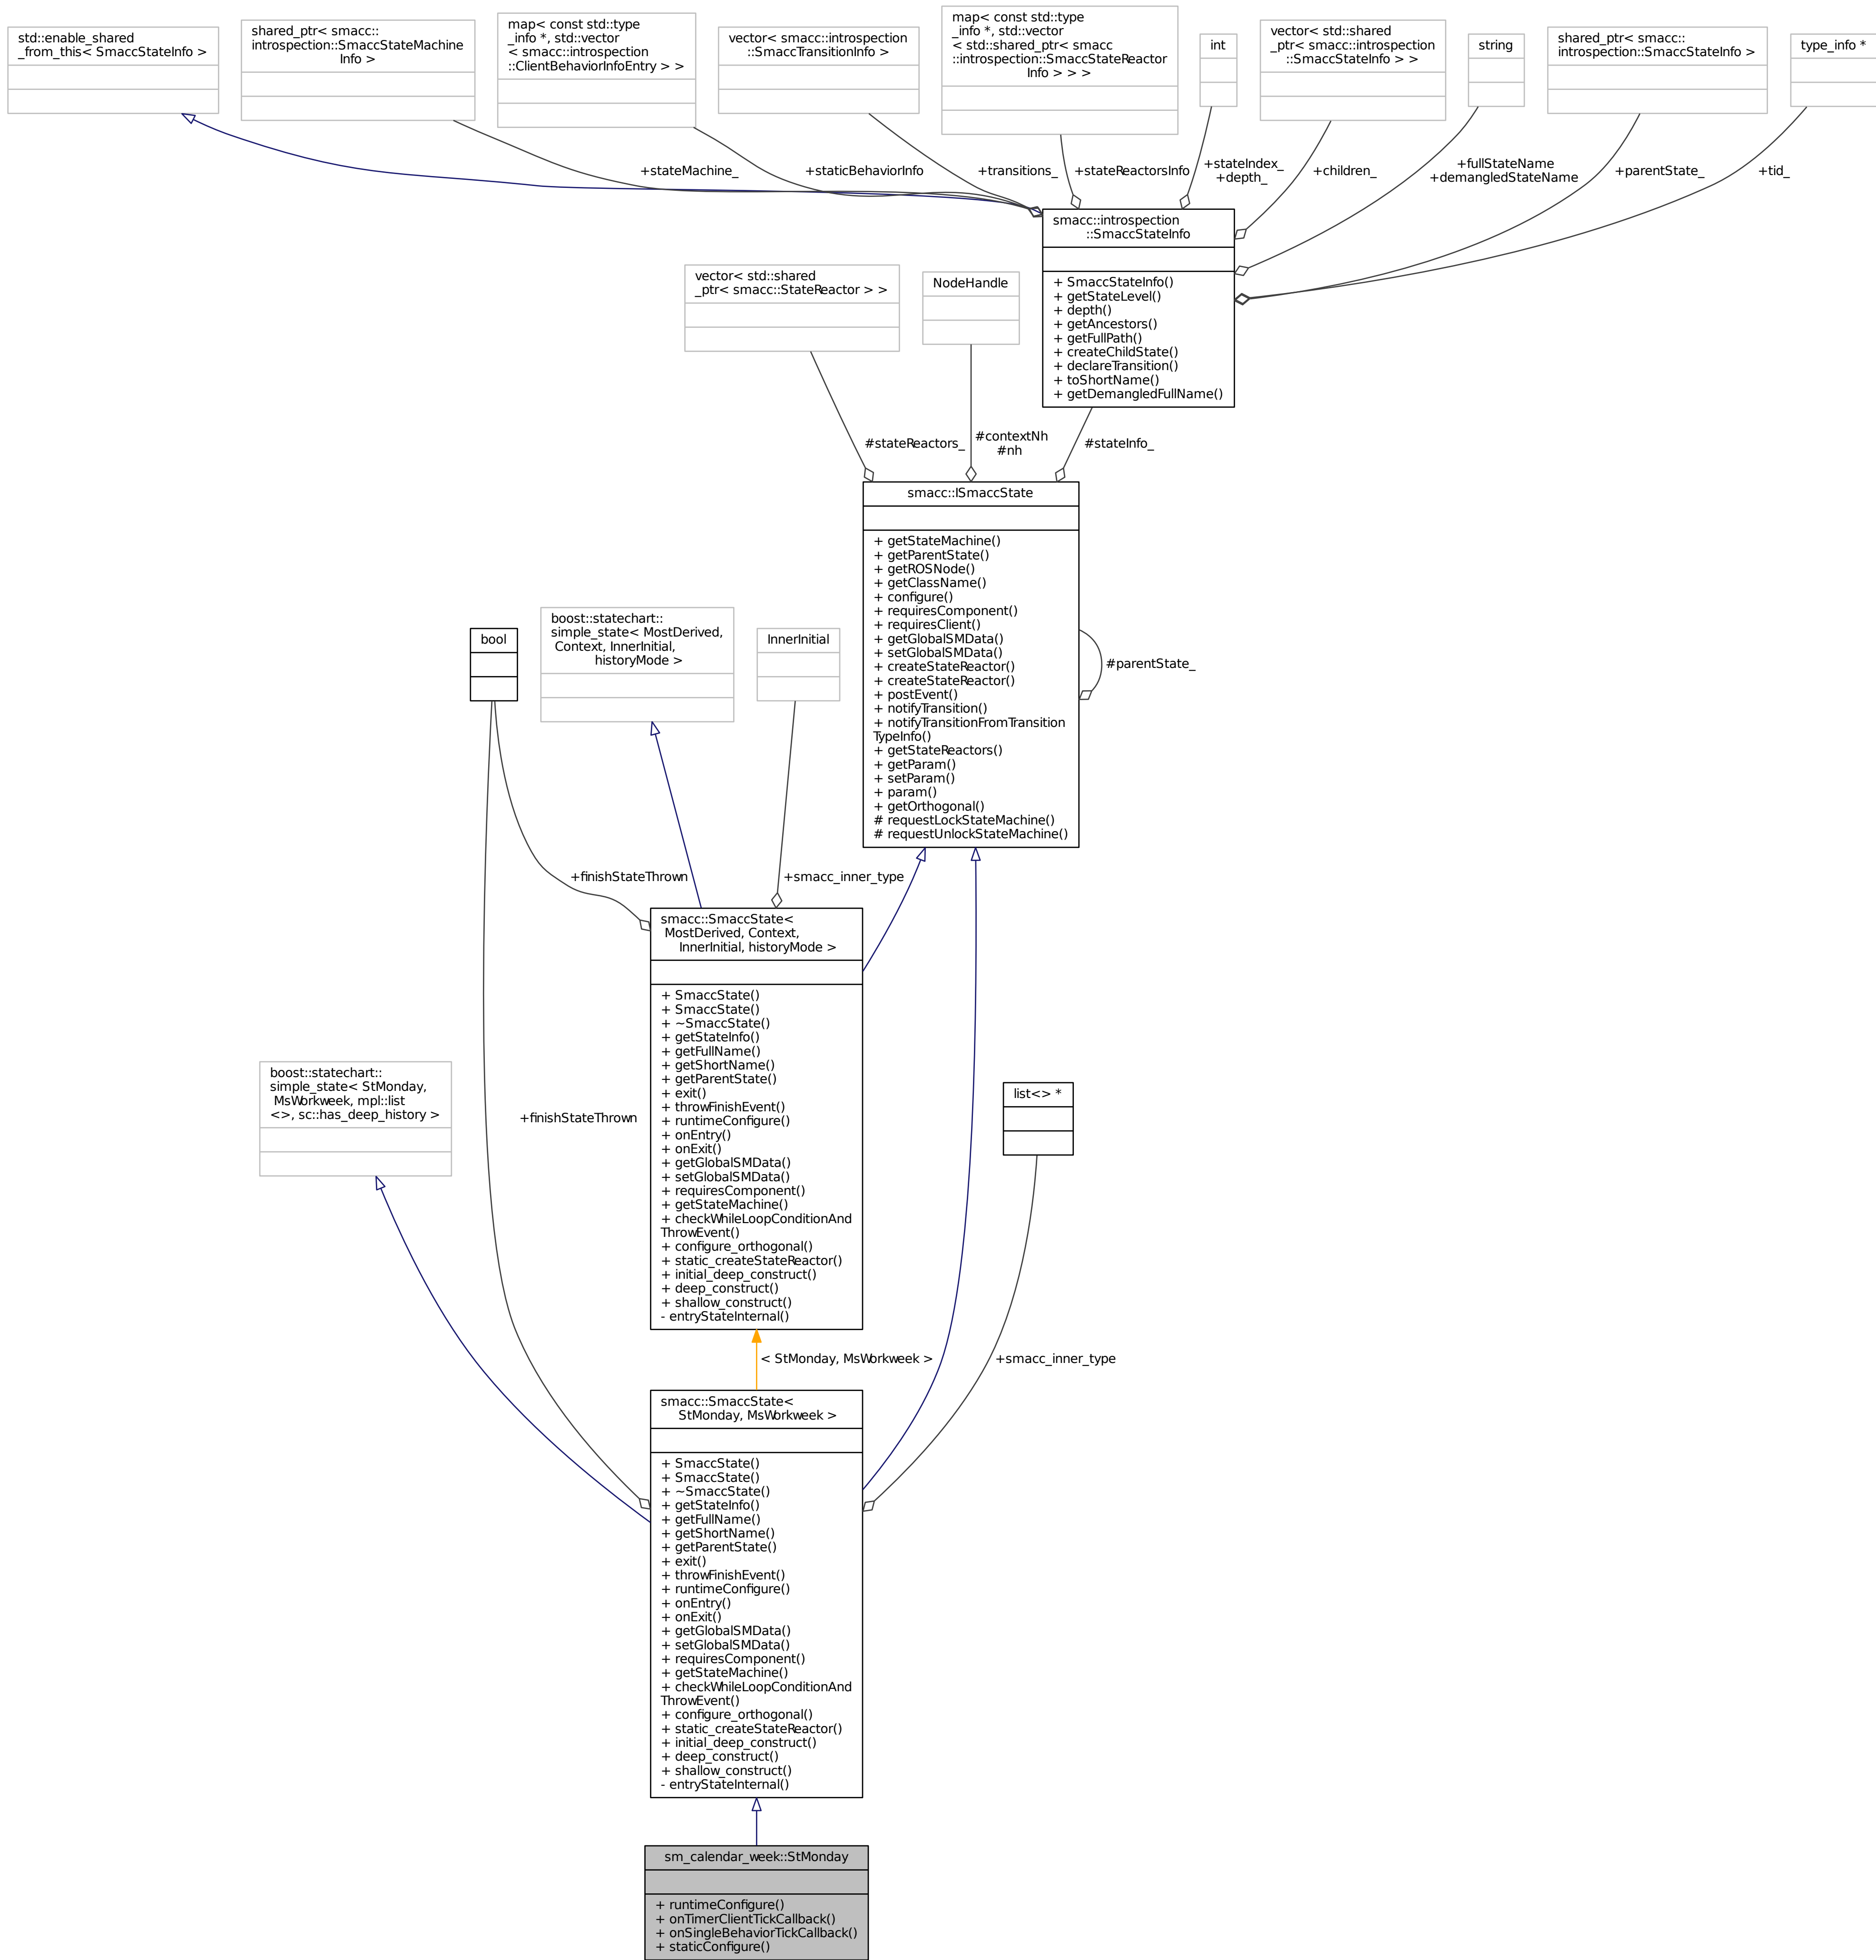 std::enable_shared
_from_this< SmaccStateInfo >
shared_ptr< smacc::
introspection::SmaccStateMachine
Info >
map< const std::type
_info *, std::vector
< smacc::introspection
::ClientBehaviorInfoEntry > >
vector< smacc::introspection
::SmaccTransitionInfo >
map< const std::type
_info *, std::vector
< std::shared_ptr< smacc
::introspection::SmaccStateReactor
Info > > >
int
vector< std::shared
_ptr< smacc::introspection
::SmaccStateInfo > >
string
shared_ptr< smacc::
introspection::SmaccStateInfo >
type_info *
+stateMachine_
+staticBehaviorInfo
+transitions_
+stateReactorsInfo
+stateIndex_
+depth_
+children_
+fullStateName
+demangledStateName
+parentState_
+tid_
smacc::introspection
::SmaccStateInfo
+ SmaccStateInfo()
+ getStateLevel()
+ depth()
+ getAncestors()
+ getFullPath()
+ createChildState()
+ declareTransition()
+ toShortName()
+ getDemangledFullName()
vector< std::shared
_ptr< smacc::StateReactor > >
NodeHandle
#stateReactors_
#contextNh
#nh
#stateInfo_
smacc::ISmaccState
+ getStateMachine()
+ getParentState()
+ getROSNode()
+ getClassName()
+ configure()
+ requiresComponent()
+ requiresClient()
+ getGlobalSMData()
+ setGlobalSMData()
+ createStateReactor()
+ createStateReactor()
+ postEvent()
+ notifyTransition()
+ notifyTransitionFromTransition
TypeInfo()
+ getStateReactors()
+ getParam()
+ setParam()
+ param()
+ getOrthogonal()
# requestLockStateMachine()
# requestUnlockStateMachine()
#parentState_
bool
boost::statechart::
simple_state< MostDerived,
Context, InnerInitial,
historyMode >
InnerInitial
+finishStateThrown
+smacc_inner_type
smacc::SmaccState<
MostDerived, Context,
InnerInitial, historyMode >
+ SmaccState()
+ SmaccState()
+ ~SmaccState()
+ getStateInfo()
+ getFullName()
+ getShortName()
+ getParentState()
+ exit()
+ throwFinishEvent()
+ runtimeConfigure()
+ onEntry()
+ onExit()
+ getGlobalSMData()
+ setGlobalSMData()
+ requiresComponent()
+ getStateMachine()
+ checkWhileLoopConditionAnd
ThrowEvent()
+ configure_orthogonal()
+ static_createStateReactor()
+ initial_deep_construct()
+ deep_construct()
+ shallow_construct()
- entryStateInternal()
boost::statechart::
simple_state< StMonday,
MsWorkweek, mpl::list
<>, sc::has_deep_history >
+finishStateThrown
list<> *
< StMonday, MsWorkweek >
+smacc_inner_type
smacc::SmaccState<
StMonday, MsWorkweek >
+ SmaccState()
+ SmaccState()
+ ~SmaccState()
+ getStateInfo()
+ getFullName()
+ getShortName()
+ getParentState()
+ exit()
+ throwFinishEvent()
+ runtimeConfigure()
+ onEntry()
+ onExit()
+ getGlobalSMData()
+ setGlobalSMData()
+ requiresComponent()
+ getStateMachine()
+ checkWhileLoopConditionAnd
ThrowEvent()
+ configure_orthogonal()
+ static_createStateReactor()
+ initial_deep_construct()
+ deep_construct()
+ shallow_construct()
- entryStateInternal()
sm_calendar_week::StMonday
+ runtimeConfigure()
+ onTimerClientTickCallback()
+ onSingleBehaviorTickCallback()
+ staticConfigure()